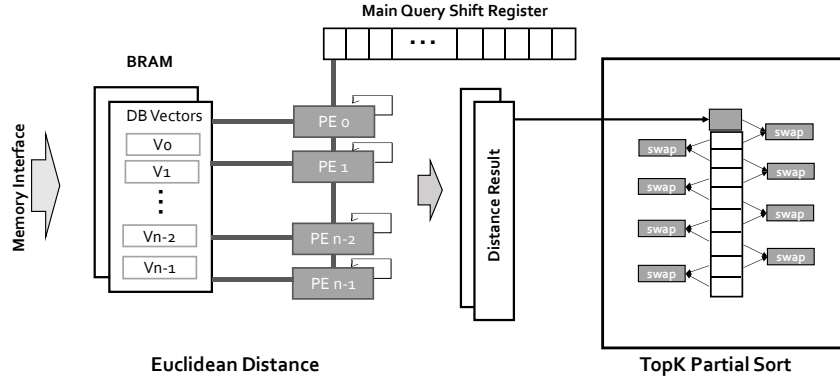 Main Query Shift Register
...
BRAM
DB Vectors
V0
V1
Vn-2
Vn-1
Memory Interface
PE 0
PE 1
PE n-2
PE n-1
Distance Result
swap
swap
swap
swap
swap
swap
swap
swap
Euclidean Distance
TopK Partial Sort